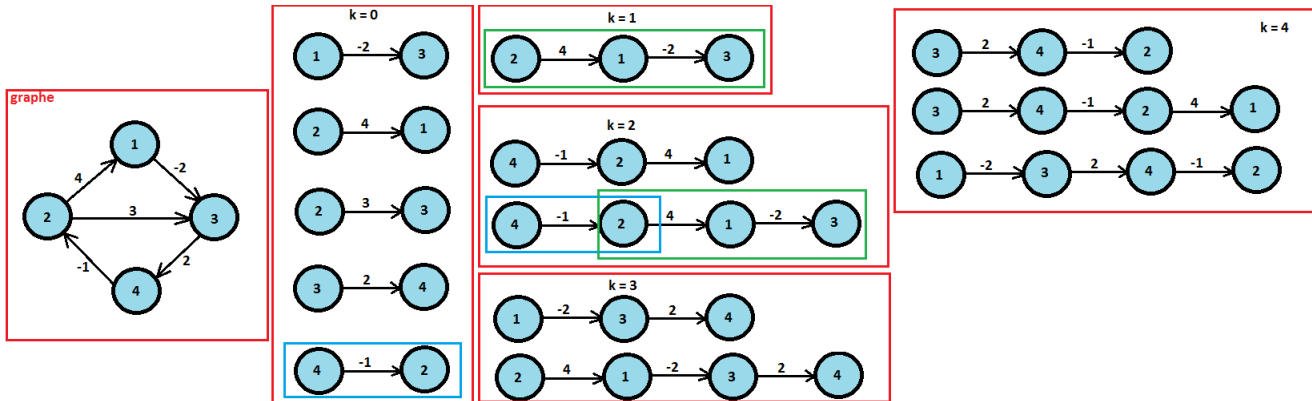 graphe
1
4
-2
2
3
3
-1
2
4
k = 0
1 -2 3
2 4 1
2 3 3
3 2 4
4 -1 2
k = 1
2 4 1 -2 3
k = 2
4 -1 2 4 1
4 -1 2 4 1 -2 3
k = 3
1 -2 3 2 4
2 4 1 -2 3 2 4
k = 4
3 2 4 -1 2
3 2 4 -1 2 4 1
1 -2 3 2 4 -1 2